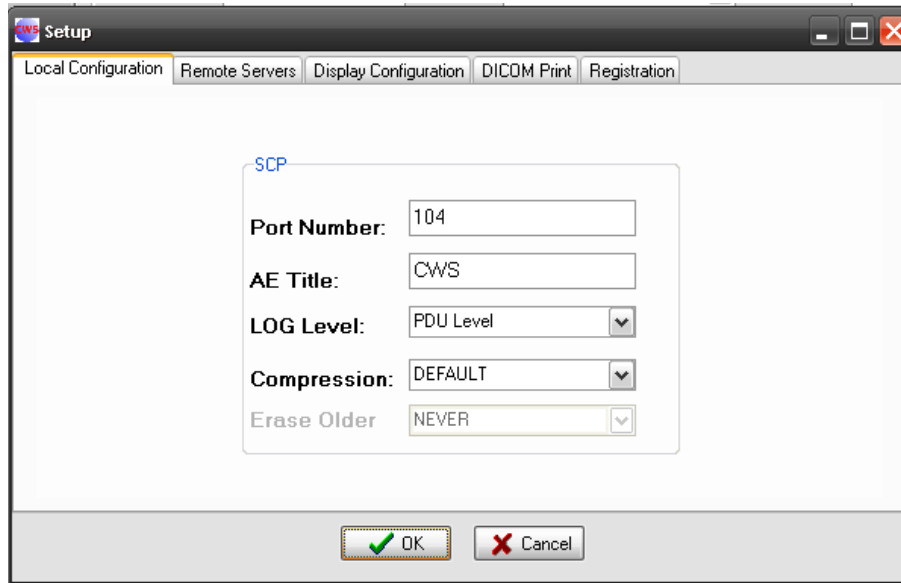 CWS Setup
Local Configuration Remote Servers Display Configuration DICOM Print Registration
SCP
Port Number: 104
AE Title: CWS
LOG Level: PDU Level
Compression: DEFAULT
Erase Older NEVER
OK Cancel